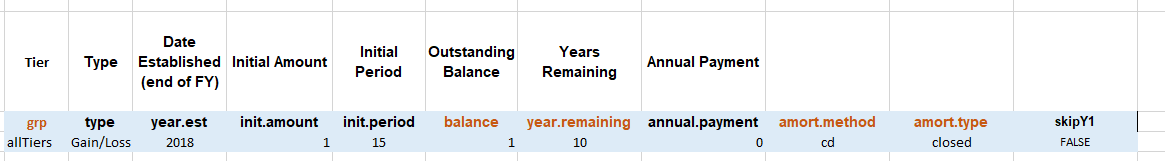 Tier Type Date Established (end of FY) Initial Amount Initial Period Outstanding Balance Years Remaining Annual Payment
grp type year.est init.amount init.period balance year.remaining annual.payment amort.method amort.type skipY1
allTiers Gain/Loss 2018 1 15 1 10 0 cd closed FALSE